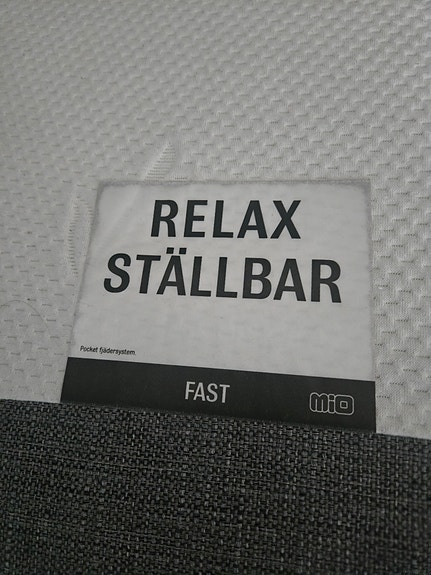 RELAX
STÄLLBAR
Pocket fjädersystem.
FAST
MiO